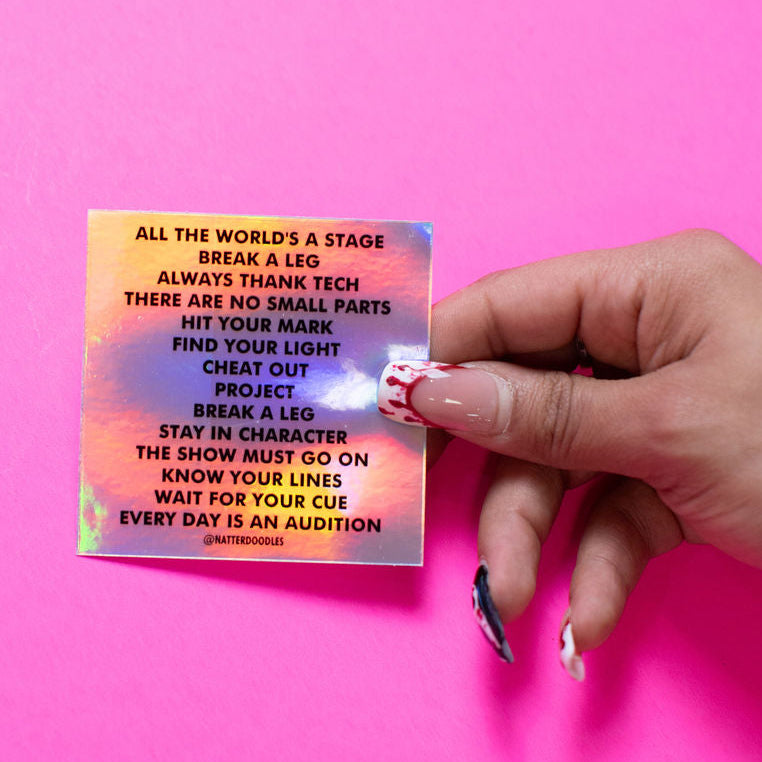 ALL THE WORLD'S A STAGE
BREAK A LEG
ALWAYS THANK TECH
THERE ARE NO SMALL PARTS
HIT YOUR MARK
FIND YOUR LIGHT
CHEAT OUT
PROJECT
BREAK A LEG
STAY IN CHARACTER
THE SHOW MUST GO ON
KNOW YOUR LINES
WAIT FOR YOUR CUE
EVERY DAY IS AN AUDITION
@NATTERDOODLES